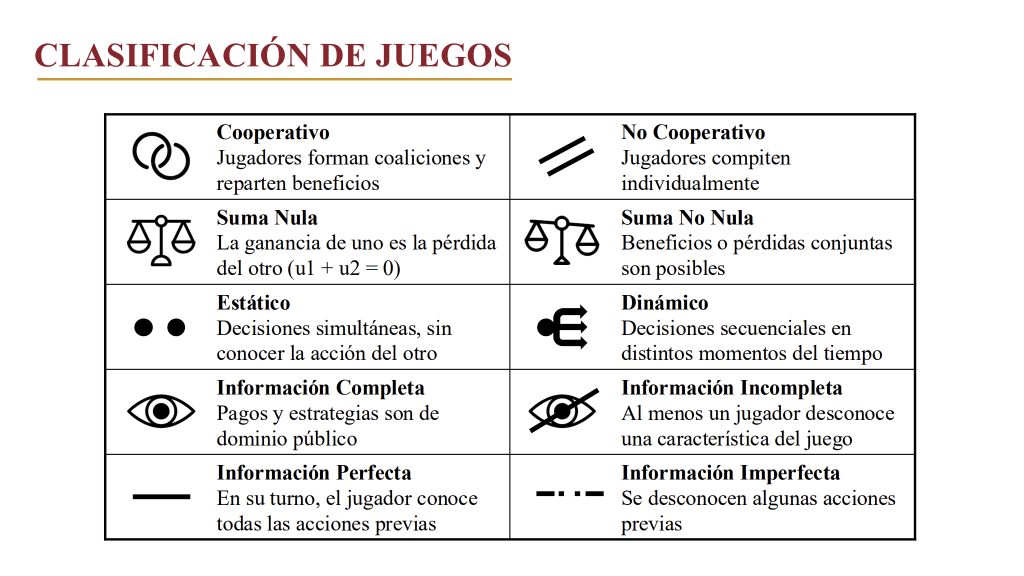 CLASIFICACIÓN DE JUEGOS
Cooperativo
Jugadores forman coaliciones y
reparten beneficios
No Cooperativo
Jugadores compiten
individualmente
Suma Nula
La ganancia de uno es la pérdida
del otro (u1 + u2 = 0)
Suma No Nula
Beneficios o pérdidas conjuntas
son posibles
Estático
Decisiones simultáneas, sin
conocer la acción del otro
Dinámico
Decisiones secuenciales en
distintos momentos del tiempo
Información Completa
Pagos y estrategias son de
dominio público
Información Incompleta
Al menos un jugador desconoce
una característica del juego
Información Perfecta
En su turno, el jugador conoce
todas las acciones previas
Información Imperfecta
Se desconocen algunas acciones
previas